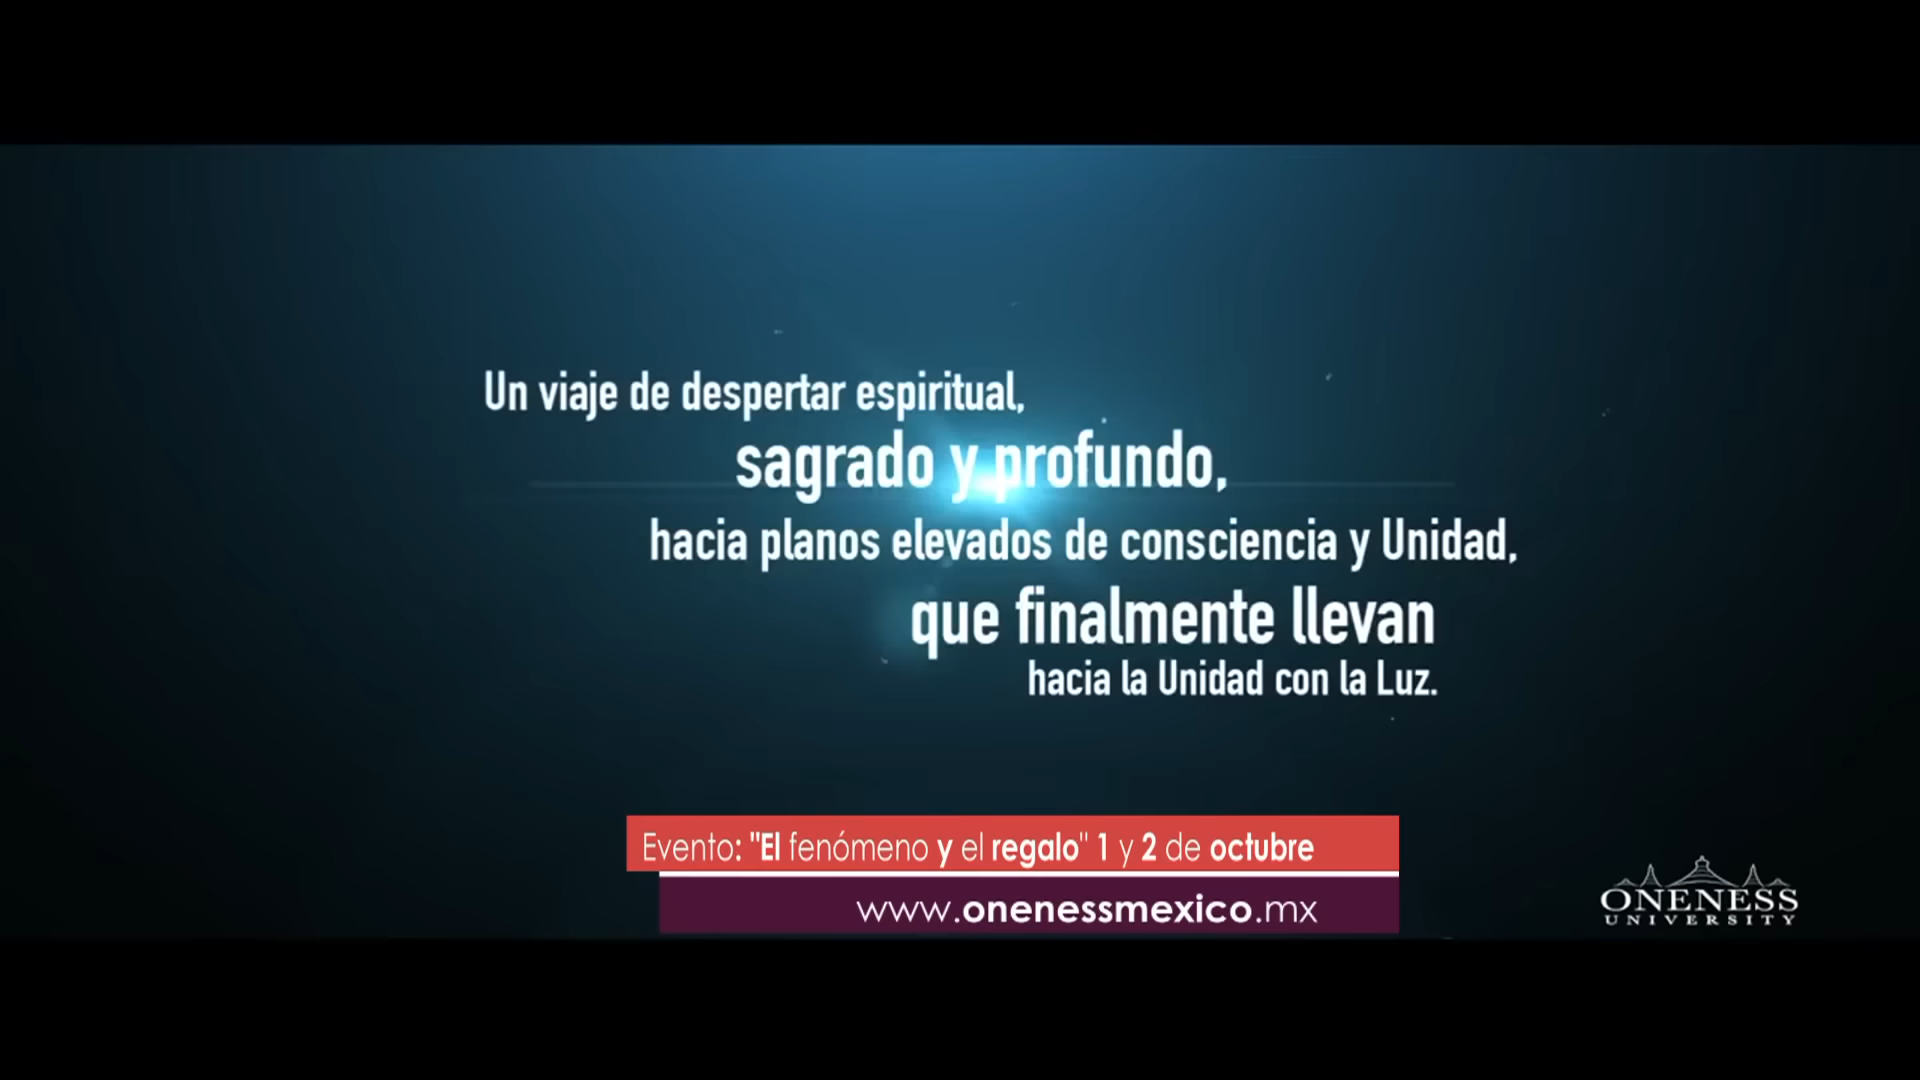 Un viaje de despertar espiritual,
sagrado y profundo,
hacia planos elevados de consciencia y Unidad,
que finalmente llevan
hacia la Unidad con la Luz.
Evento: "El fenómeno y el regalo" 1 y 2 de octubre
www.onenessmexico.mx
ONENESS
UNIVERSITY